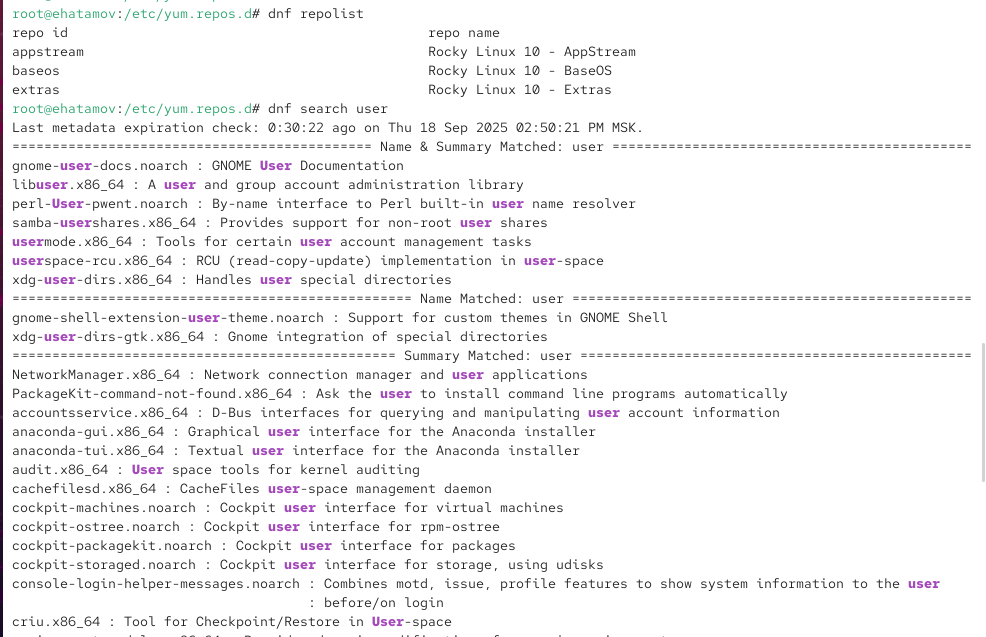 root@ehatamov:/etc/yum.repos.d# dnf repolist
repo id                                             repo name
appstream                                           Rocky Linux 10 - AppStream
baseos                                              Rocky Linux 10 - BaseOS
extras                                              Rocky Linux 10 - Extras
root@ehatamov:/etc/yum.repos.d# dnf search user
Last metadata expiration check: 0:30:22 ago on Thu 18 Sep 2025 02:50:21 PM MSK.
============================================= Name & Summary Matched: user =============================================
gnome-user-docs.noarch : GNOME User Documentation
libuser.x86_64 : A user and group account administration library
perl-User-pwent.noarch : By-name interface to Perl built-in user name resolver
samba-usershares.x86_64 : Provides support for non-root user shares
usermode.x86_64 : Tools for certain user account management tasks
userspace-rcu.x86_64 : RCU (read-copy-update) implementation in user-space
xdg-user-dirs.x86_64 : Handles user special directories
================================================== Name Matched: user ==================================================
gnome-shell-extension-user-theme.noarch : Support for custom themes in GNOME Shell
xdg-user-dirs-gtk.x86_64 : Gnome integration of special directories
================================================ Summary Matched: user =================================================
NetworkManager.x86_64 : Network connection manager and user applications
PackageKit-command-not-found.x86_64 : Ask the user to install command line programs automatically
accountsservice.x86_64 : D-Bus interfaces for querying and manipulating user account information
anaconda-gui.x86_64 : Graphical user interface for the Anaconda installer
anaconda-tui.x86_64 : Textual user interface for the Anaconda installer
audit.x86_64 : User space tools for kernel auditing
cachefilesd.x86_64 : CacheFiles user-space management daemon
cockpit-machines.noarch : Cockpit user interface for virtual machines
cockpit-ostree.noarch : Cockpit user interface for rpm-ostree
cockpit-packagekit.noarch : Cockpit user interface for packages
cockpit-storaged.noarch : Cockpit user interface for storage, using udisks
console-login-helper-messages.noarch : Combines motd, issue, profile features to show system information to the user
                                     : before/on login
criu.x86_64 : Tool for Checkpoint/Restore in User-space